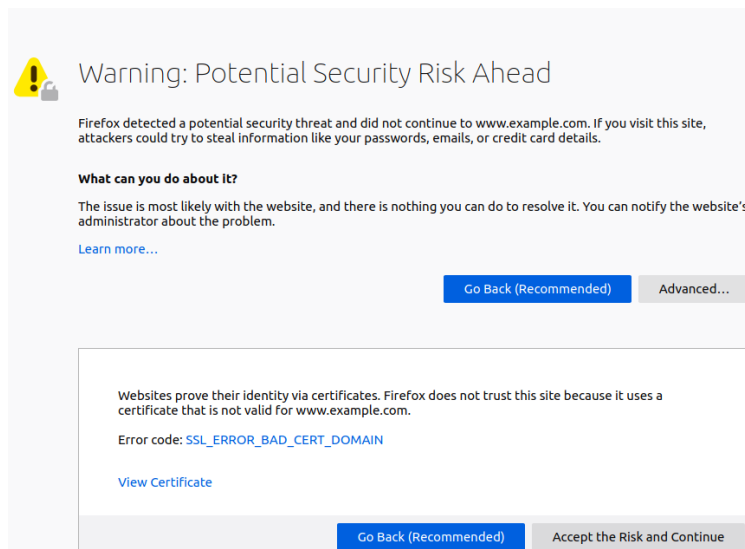 Warning: Potential Security Risk Ahead
Firefox detected a potential security threat and did not continue to www.example.com. If you visit this site,
attackers could try to steal information like your passwords, emails, or credit card details.
What can you do about it?
The issue is most likely with the website, and there is nothing you can do to resolve it. You can notify the website's
administrator about the problem.
Learn more…
Go Back (Recommended) Advanced…
Websites prove their identity via certificates. Firefox does not trust this site because it uses a
certificate that is not valid for www.example.com.
Error code: SSL_ERROR_BAD_CERT_DOMAIN
View Certificate
Go Back (Recommended) Accept the Risk and Continue